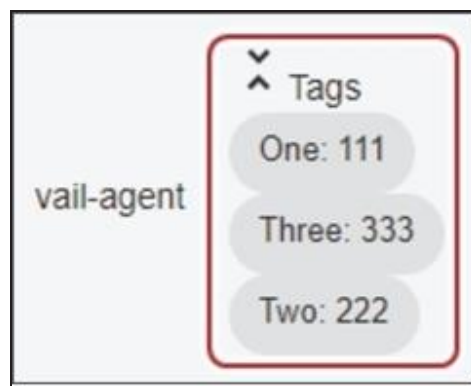 Tags
One: 111
vail-agent
Three: 333
Two: 222